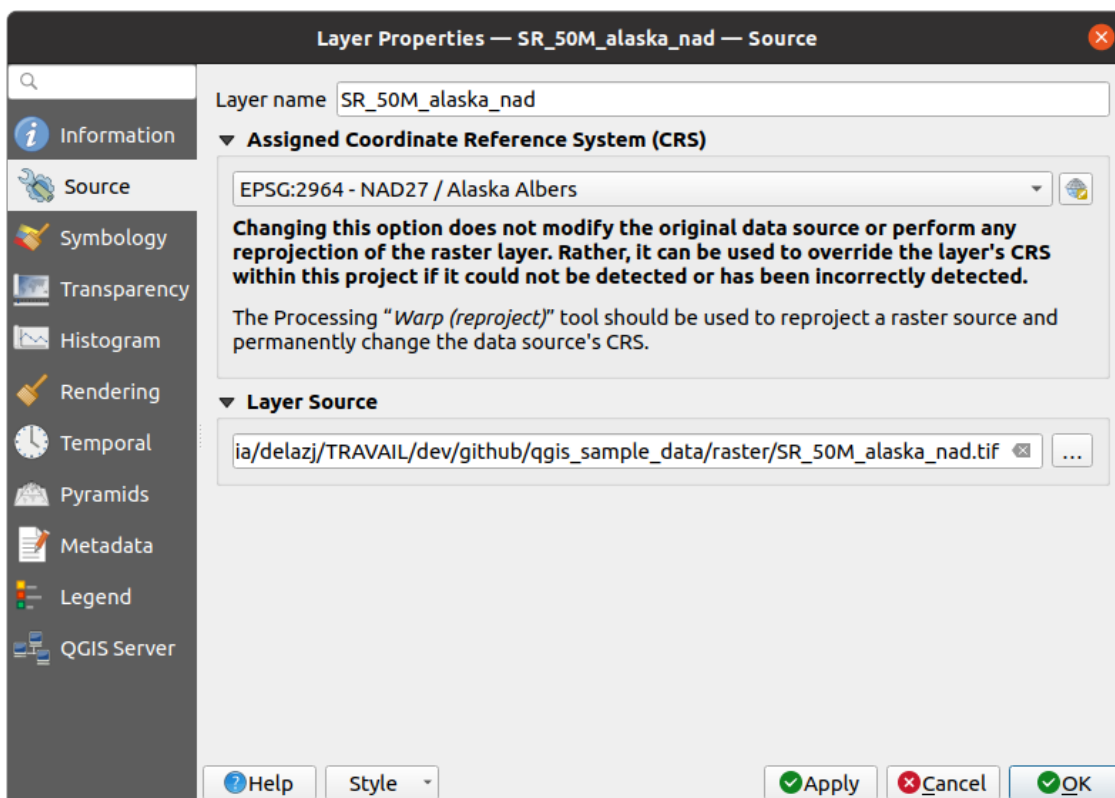 Layer Properties — SR_50M_alaska_nad — Source
Information
Source
Symbology
Transparency
Histogram
Rendering
Temporal
Pyramids
Metadata
Legend
QGIS Server
Layer name SR_50M_alaska_nad
Assigned Coordinate Reference System (CRS)
EPSG:2964 - NAD27 / Alaska Albers
Changing this option does not modify the original data source or perform any
reprojection of the raster layer. Rather, it can be used to override the layer's CRS
within this project if it could not be detected or has been incorrectly detected.
The Processing “Warp (reproject)” tool should be used to reproject a raster source and
permanently change the data source's CRS.
Layer Source
ia/delazj/TRAVAIL/dev/github/qgis_sample_data/raster/SR_50M_alaska_nad.tif ...
Help Style Apply Cancel OK